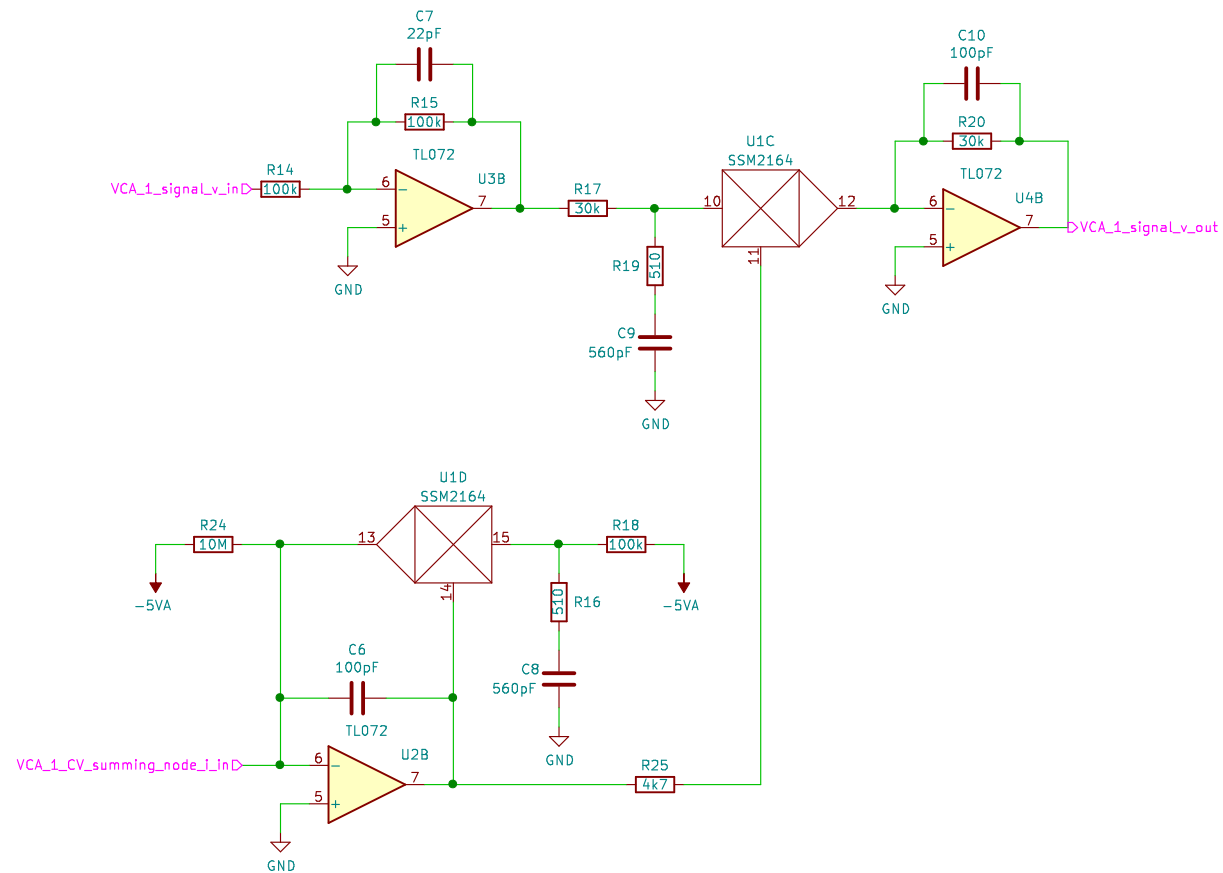 C7
22pF
R15
100k
TL072
U3B
VCA_1_signal_v_in
R14
100k
6
5
7
−
+
GND
R17
30k
R19
510
C9
560pF
GND
U1C
SSM2164
10
12
11
C10
100pF
R20
30k
TL072
U4B
6
5
7
−
+
VCA_1_signal_v_out
GND
U1D
SSM2164
13
15
14
R24
10M
−5VA
R18
100k
−5VA
R16
510
C8
560pF
GND
C6
100pF
TL072
U2B
VCA_1_CV_summing_node_i_in
6
5
7
−
+
GND
R25
4k7